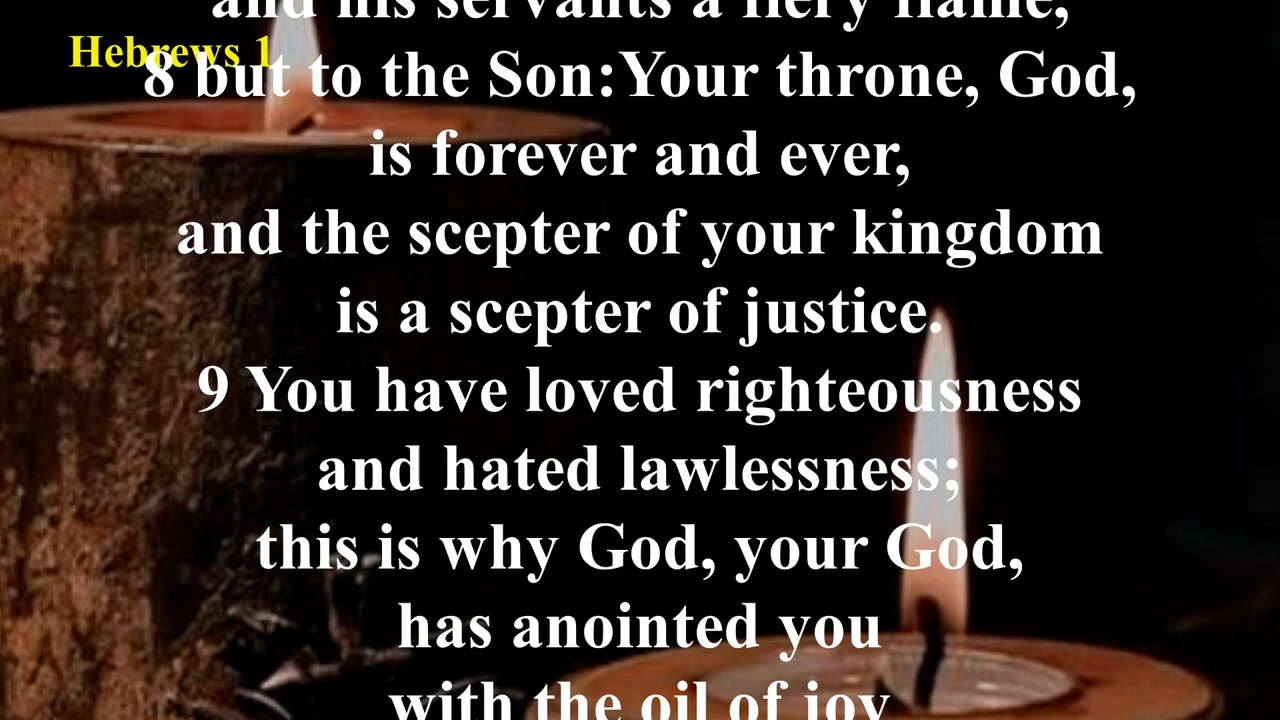 and his servants a fiery flame,
Hebrews 1
8 but to the Son:Your throne, God,
is forever and ever,
and the scepter of your kingdom
is a scepter of justice.
9 You have loved righteousness
and hated lawlessness;
this is why God, your God,
has anointed you
with the oil of joy